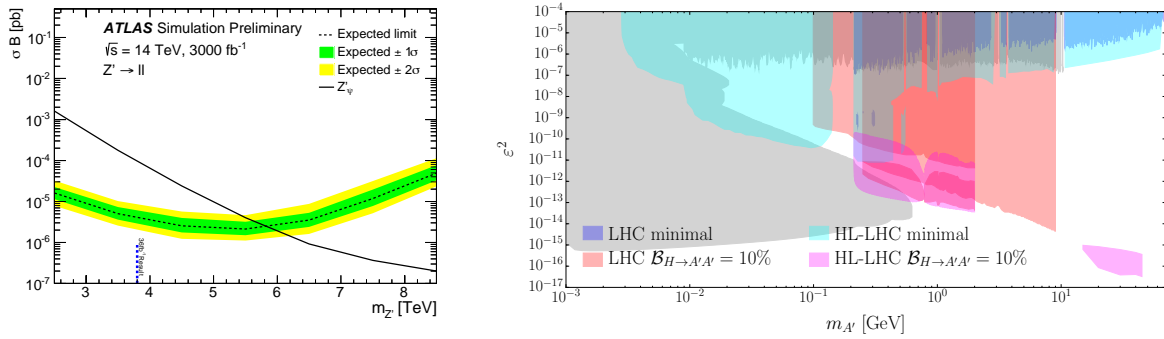 σ B [pb]
ATLAS Simulation Preliminary
√s = 14 TeV, 3000 fb⁻¹
Z' → ll
Expected limit
Expected ± 1σ
Expected ± 2σ
Z'ψ
10⁻¹
10⁻²
10⁻³
10⁻⁴
10⁻⁵
10⁻⁶
10⁻⁷
36fb⁻¹ Result
3 4 5 6 7 8
m_Z' [TeV]
ε²
10⁻⁴
10⁻⁵
10⁻⁶
10⁻⁷
10⁻⁸
10⁻⁹
10⁻¹⁰
10⁻¹¹
10⁻¹²
10⁻¹³
10⁻¹⁴
10⁻¹⁵
10⁻¹⁶
10⁻¹⁷
LHC minimal
HL-LHC minimal
LHC B_H→A'A' = 10%
HL-LHC B_H→A'A' = 10%
10⁻³ 10⁻² 10⁻¹ 10⁰ 10¹
m_A' [GeV]